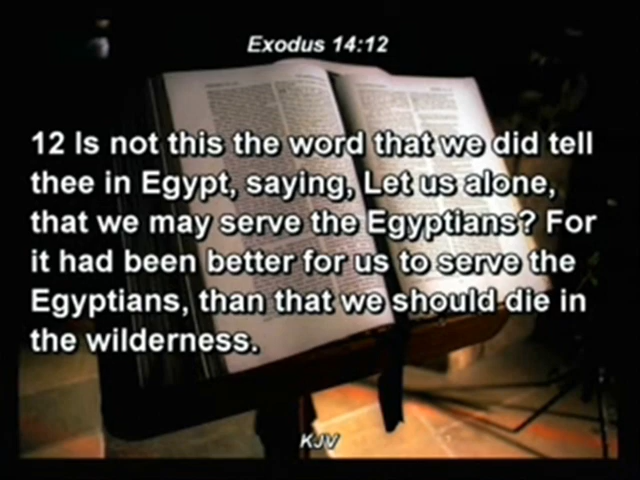 Exodus 14:12
12 Is not this the word that we did tell
thee in Egypt, saying, Let us alone,
that we may serve the Egyptians? For
it had been better for us to serve the
Egyptians, than that we should die in
the wilderness.
KJV